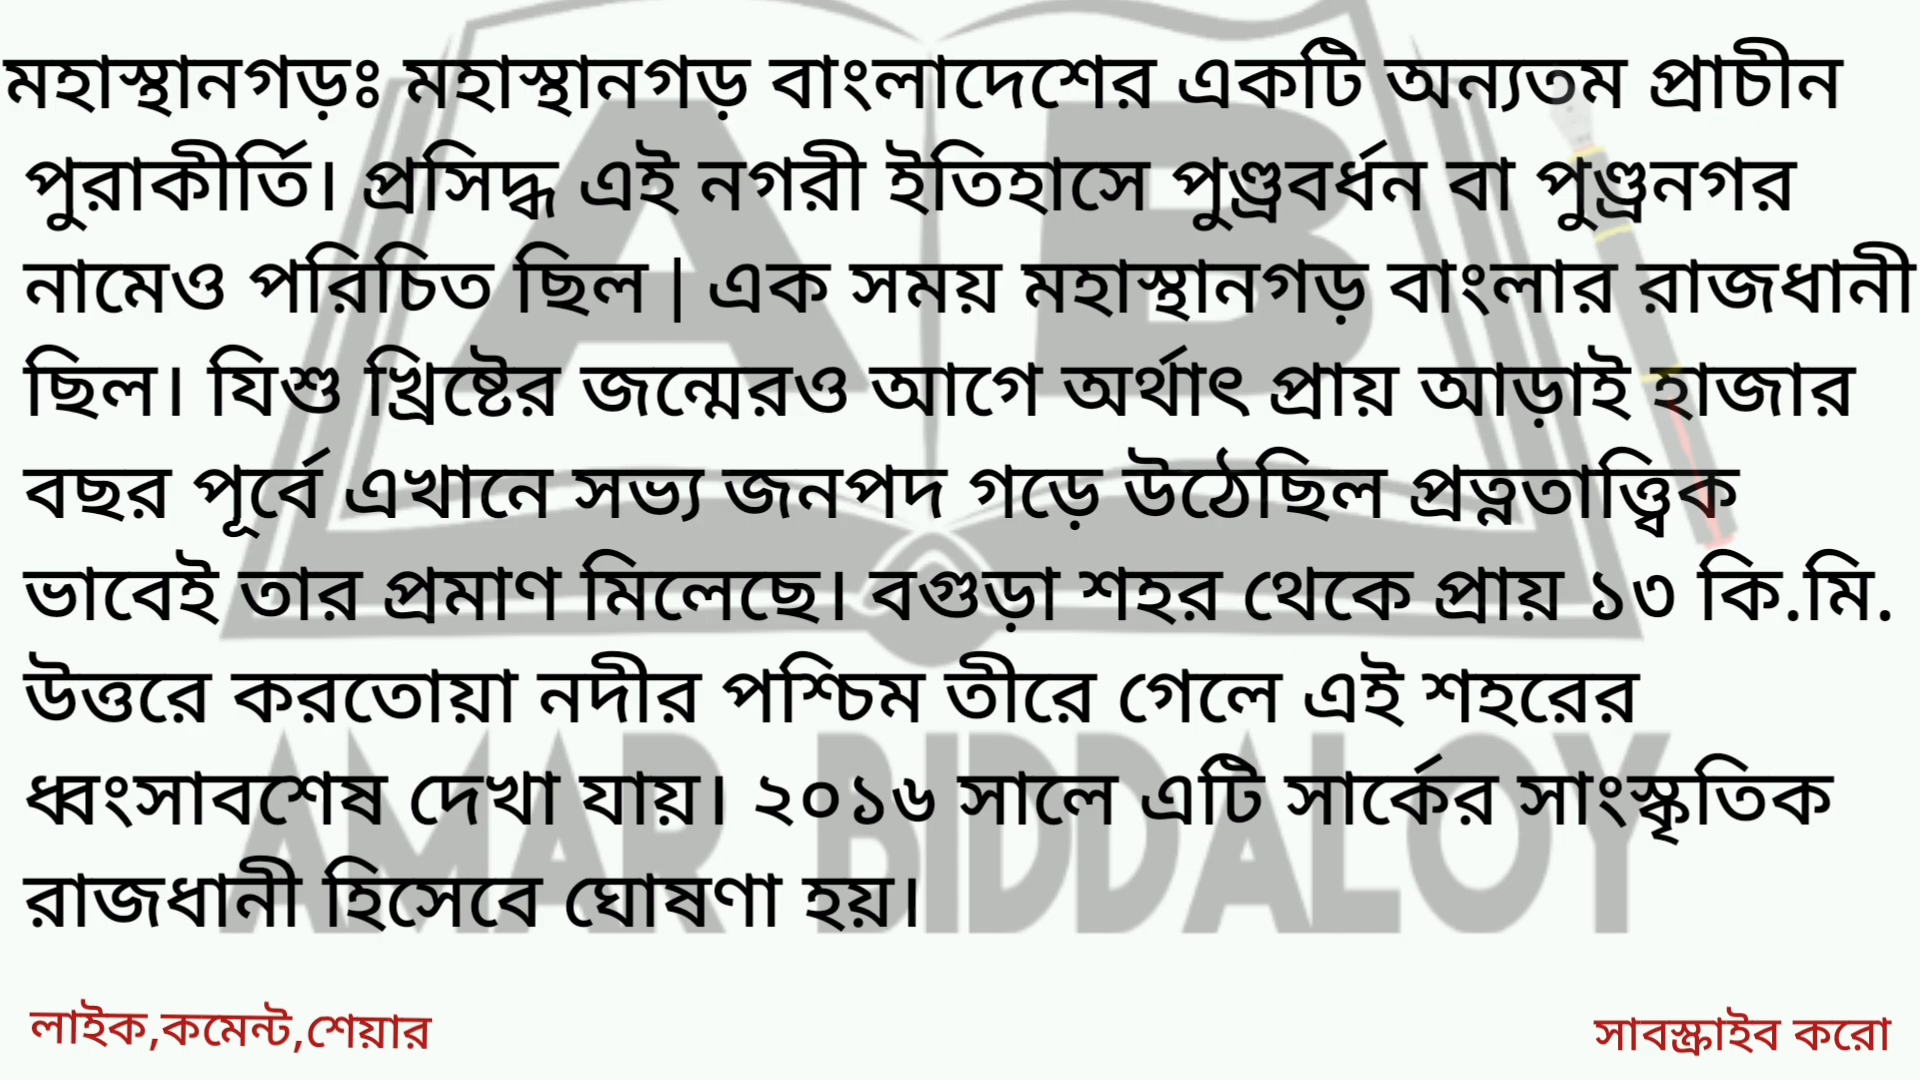 মহাস্থানগড়ঃ মহাস্থানগড় বাংলাদেশের একটি অন্যতম প্রাচীন
পুরাকীর্তি। প্রসিদ্ধ এই নগরী ইতিহাসে পুণ্ড্রবর্ধন বা পুণ্ড্রনগর
নামেও পরিচিত ছিল | এক সময় মহাস্থানগড় বাংলার রাজধানী
ছিল। যিশু খ্রিষ্টের জন্মেরও আগে অর্থাৎ প্রায় আড়াই হাজার
বছর পূর্বে এখানে সভ্য জনপদ গড়ে উঠেছিল প্রত্নতাত্ত্বিক
ভাবেই তার প্রমাণ মিলেছে। বগুড়া শহর থেকে প্রায় ১৩ কি.মি.
উত্তরে করতোয়া নদীর পশ্চিম তীরে গেলে এই শহরের
ধ্বংসাবশেষ দেখা যায়। ২০১৬ সালে এটি সার্কের সাংস্কৃতিক
রাজধানী হিসেবে ঘোষণা হয়।
AB
AMAR BIDDALOY
লাইক,কমেন্ট,শেয়ার
সাবস্ক্রাইব করো